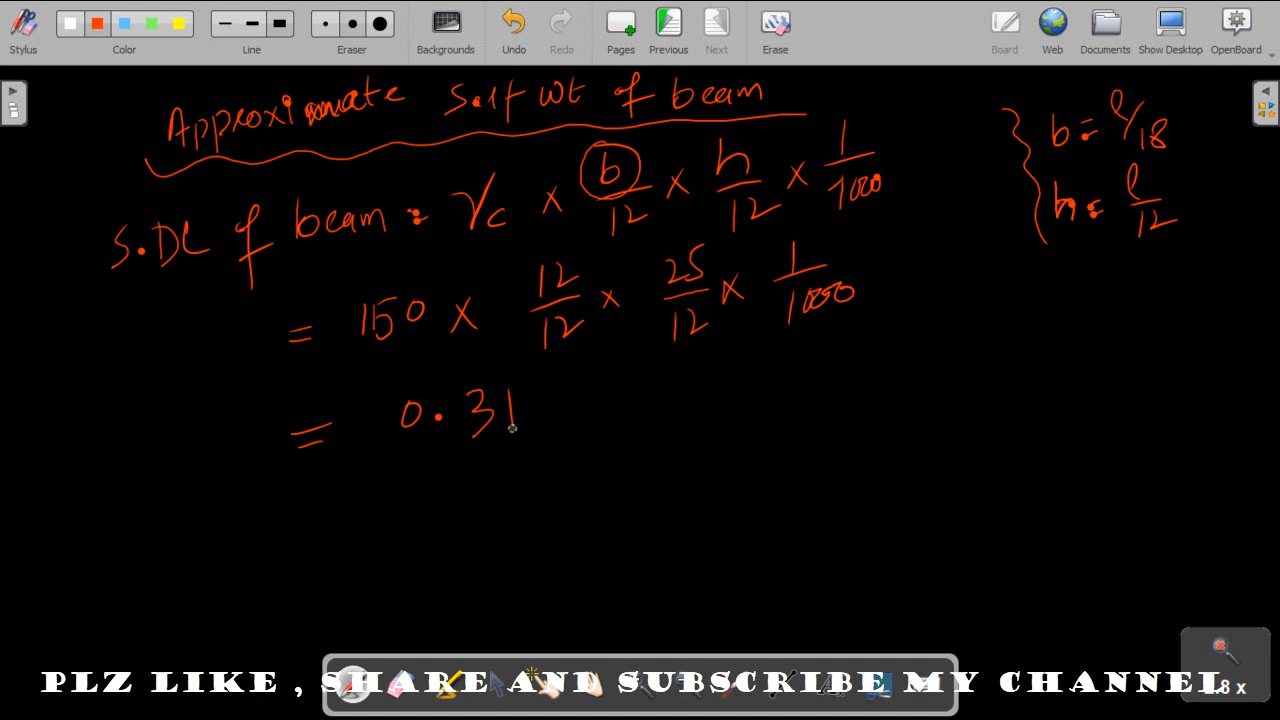 Stylus Color Line Eraser Backgrounds Undo Redo Pages Previous Next Erase Board Web Documents Show Desktop OpenBoard
Approximate Self wt of beam
S.DL of beam = γc × b/12 × h/12 × 1/1000
= 150 × 12/12 × 25/12 × 1/1000
= 0.31
b = l/18
h = l/12
PLZ LIKE , SHARE AND SUBSCRIBE MY CHANNEL